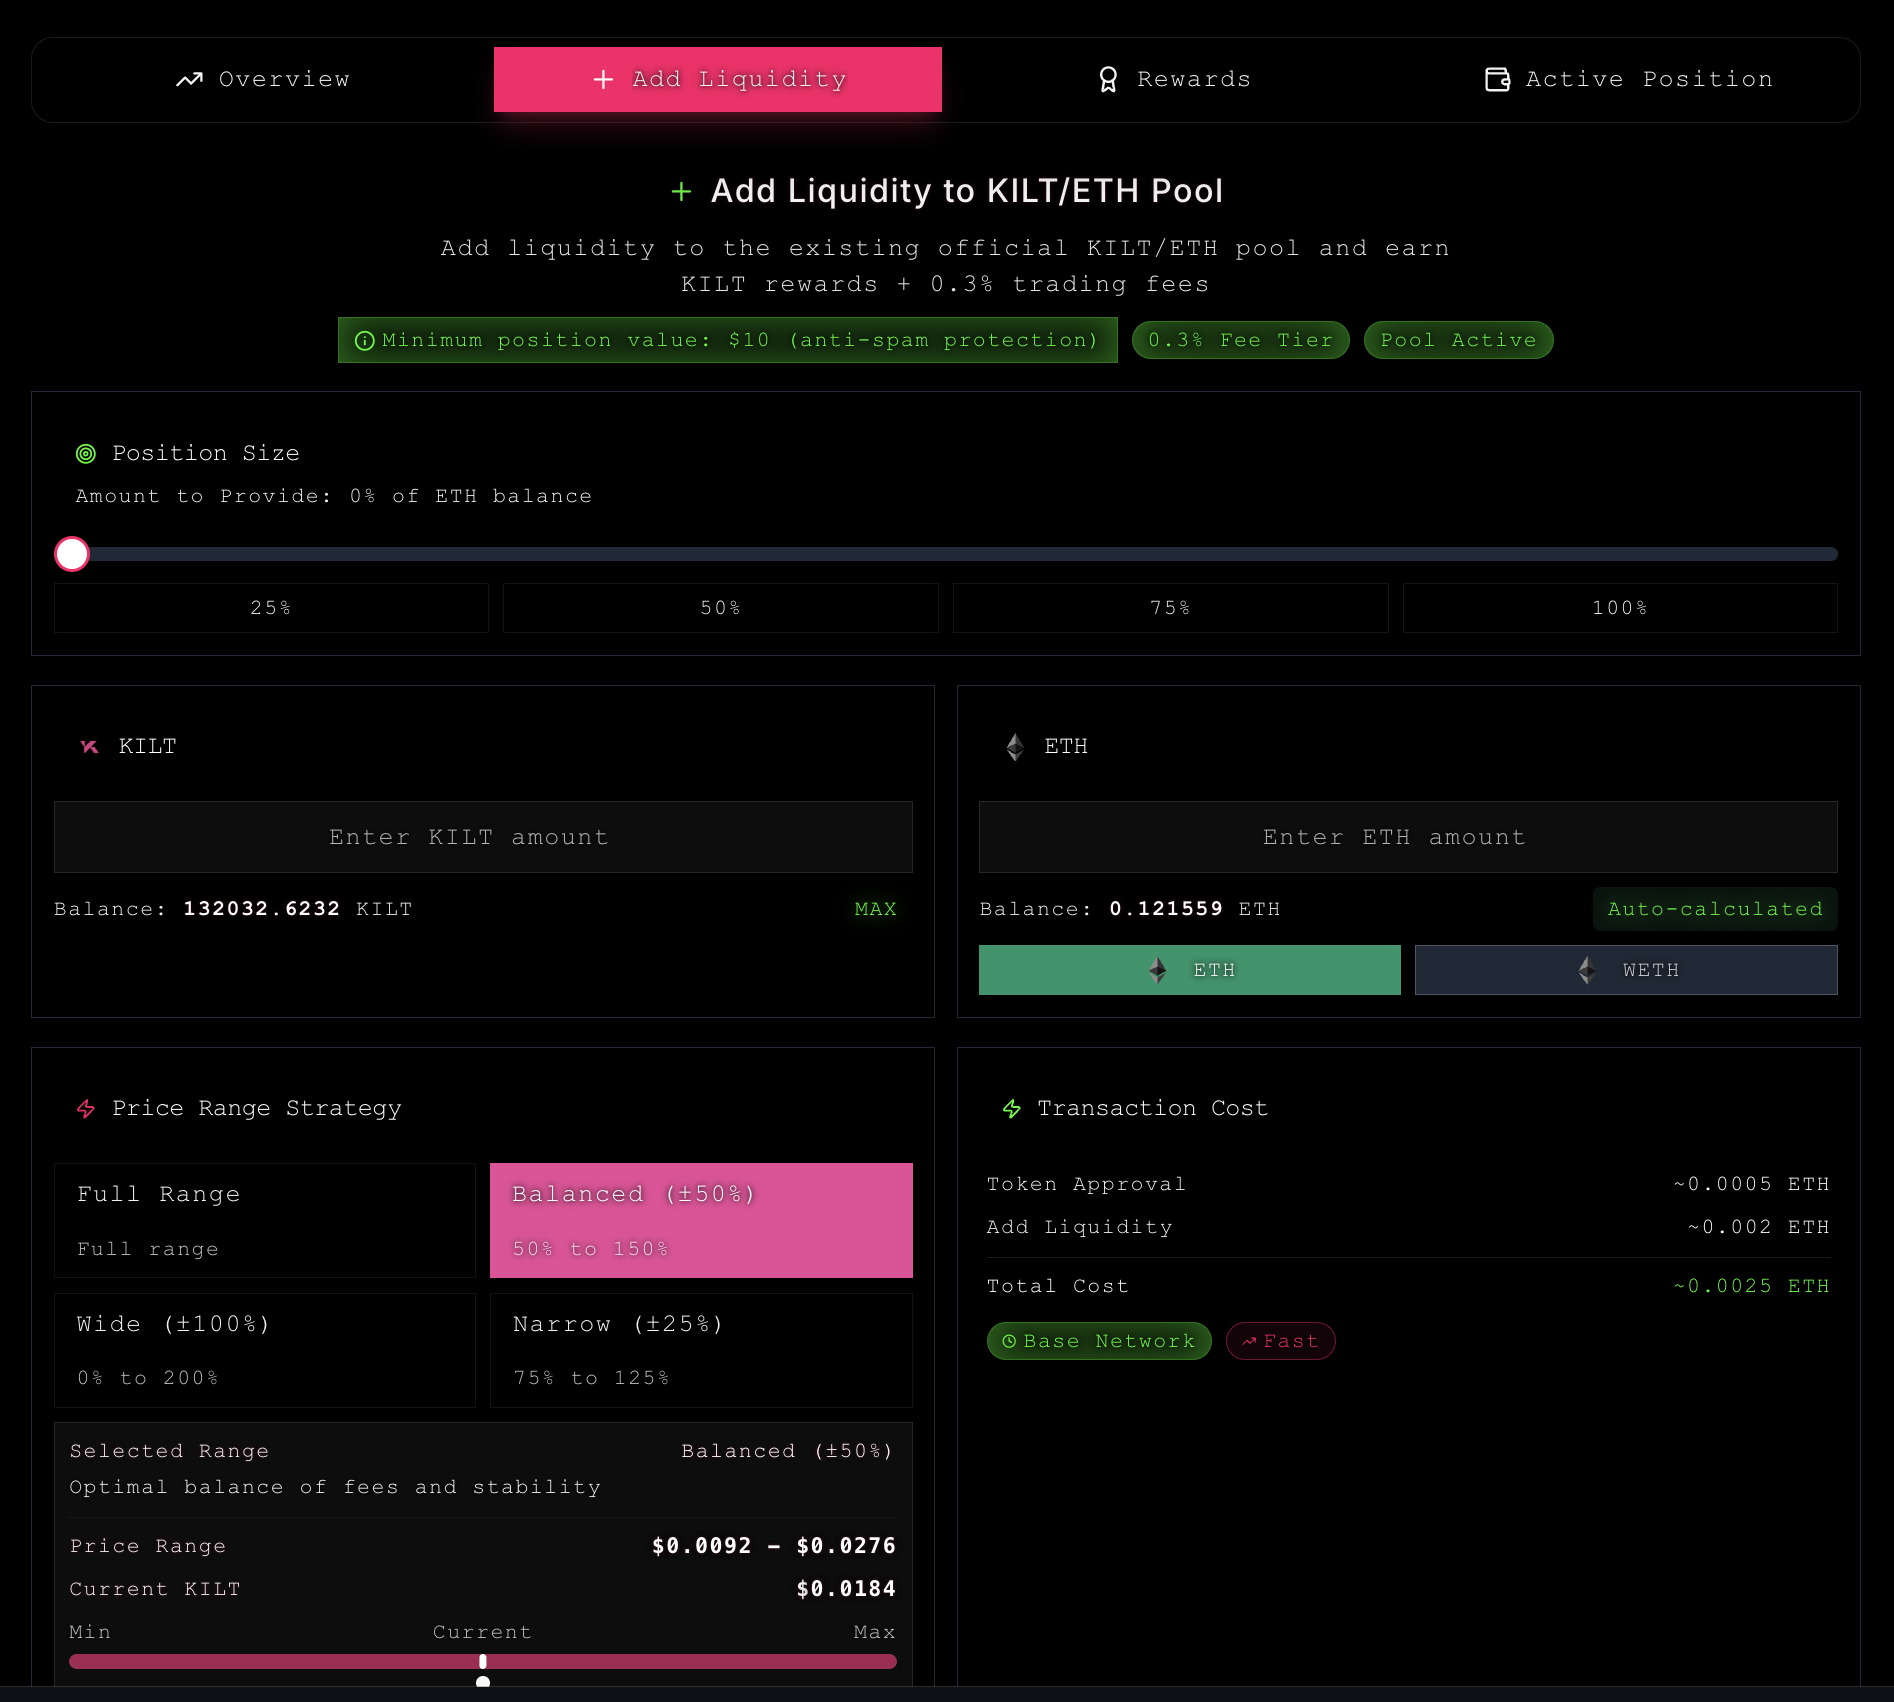 Overview
Add Liquidity
Rewards
Active Position
Add Liquidity to KILT/ETH Pool
Add liquidity to the existing official KILT/ETH pool and earn
KILT rewards + 0.3% trading fees
Minimum position value: $10 (anti-spam protection)
0.3% Fee Tier
Pool Active
Position Size
Amount to Provide: 0% of ETH balance
25%
50%
75%
100%
KILT
Enter KILT amount
Balance: 132032.6232 KILT
MAX
ETH
Enter ETH amount
Balance: 0.121559 ETH
Auto-calculated
ETH
WETH
Price Range Strategy
Full Range
Full range
Balanced (±50%)
50% to 150%
Wide (±100%)
0% to 200%
Narrow (±25%)
75% to 125%
Selected Range
Balanced (±50%)
Optimal balance of fees and stability
Price Range
$0.0092 – $0.0276
Current KILT
$0.0184
Min
Current
Max
Transaction Cost
Token Approval
~0.0005 ETH
Add Liquidity
~0.002 ETH
Total Cost
~0.0025 ETH
Base Network
Fast